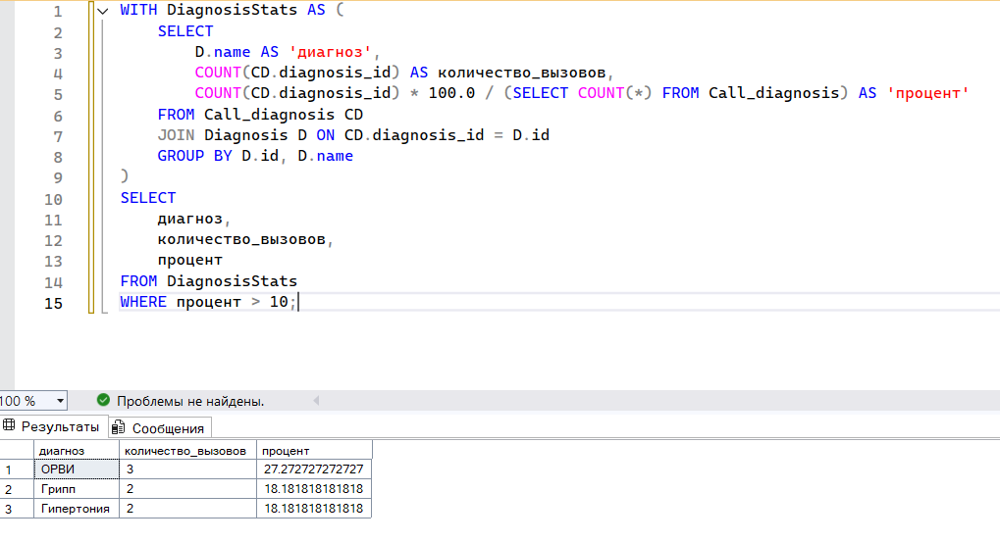 1 WITH DiagnosisStats AS (
2 SELECT
3 D.name AS 'диагноз',
4 COUNT(CD.diagnosis_id) AS количество_вызовов,
5 COUNT(CD.diagnosis_id) * 100.0 / (SELECT COUNT(*) FROM Call_diagnosis) AS 'процент'
6 FROM Call_diagnosis CD
7 JOIN Diagnosis D ON CD.diagnosis_id = D.id
8 GROUP BY D.id, D.name
9 )
10 SELECT
11 диагноз,
12 количество_вызовов,
13 процент
14 FROM DiagnosisStats
15 WHERE процент > 10;
100 % Проблемы не найдены.
Результаты Сообщения
диагноз количество_вызовов процент
1 ОРВИ 3 27.272727272727
2 Грипп 2 18.181818181818
3 Гипертония 2 18.181818181818